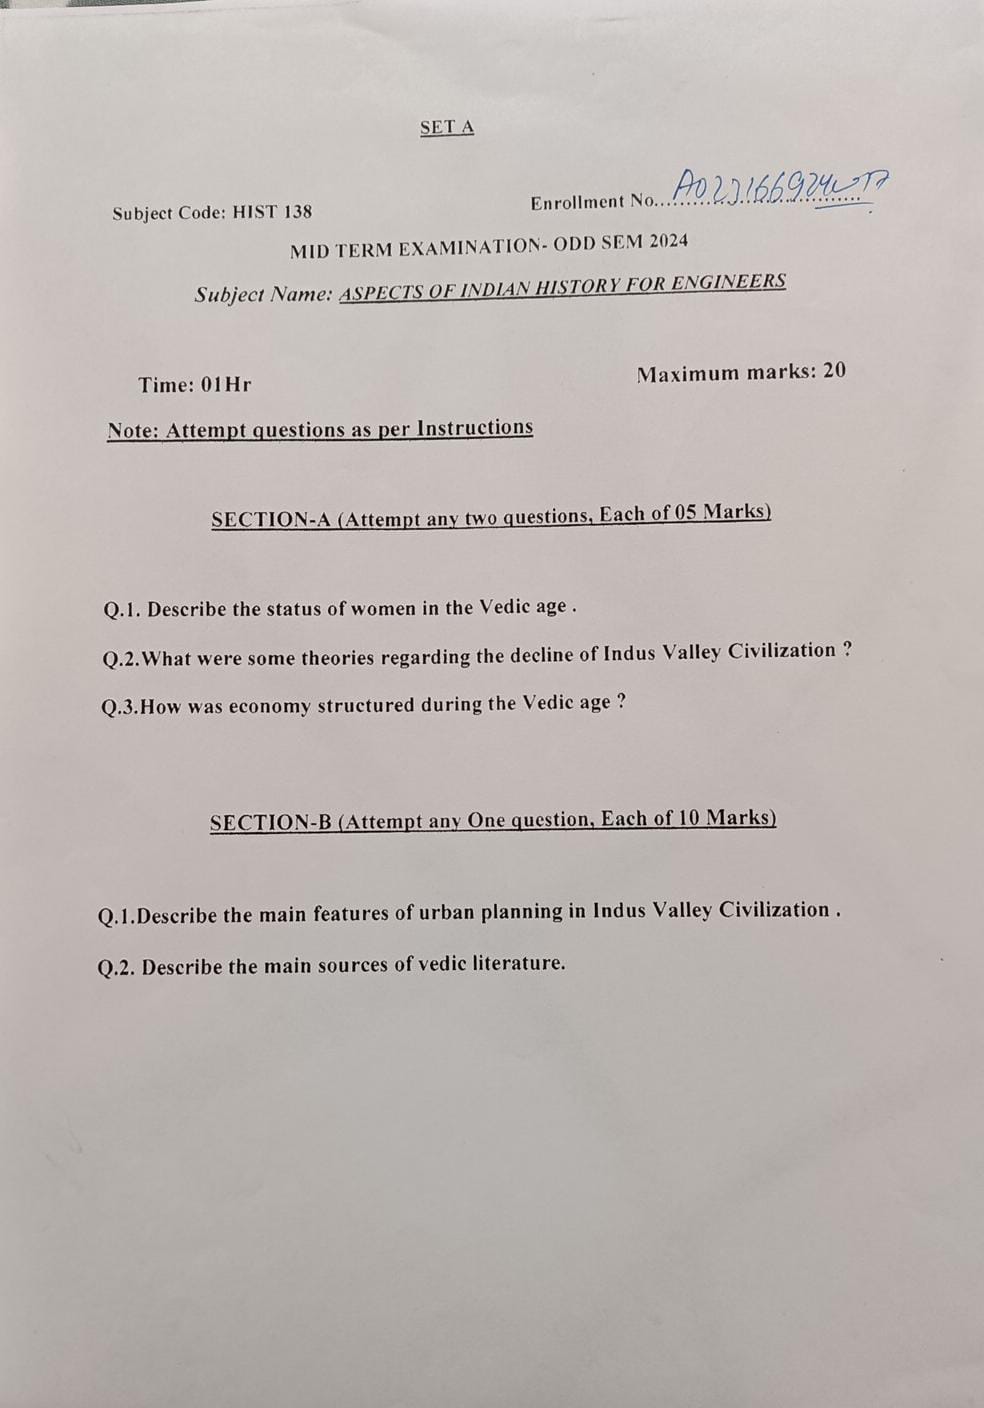 SET A
Subject Code: HIST 138
Enrollment No....
MID TERM EXAMINATION- ODD SEM 2024
Subject Name: ASPECTS OF INDIAN HISTORY FOR ENGINEERS
Time: 01Hr
Maximum marks: 20
Note: Attempt questions as per Instructions
SECTION-A (Attempt any two questions, Each of 05 Marks)
Q.1. Describe the status of women in the Vedic age .
Q.2.What were some theories regarding the decline of Indus Valley Civilization ?
Q.3.How was economy structured during the Vedic age ?
SECTION-B (Attempt any One question, Each of 10 Marks)
Q.1.Describe the main features of urban planning in Indus Valley Civilization .
Q.2. Describe the main sources of vedic literature.